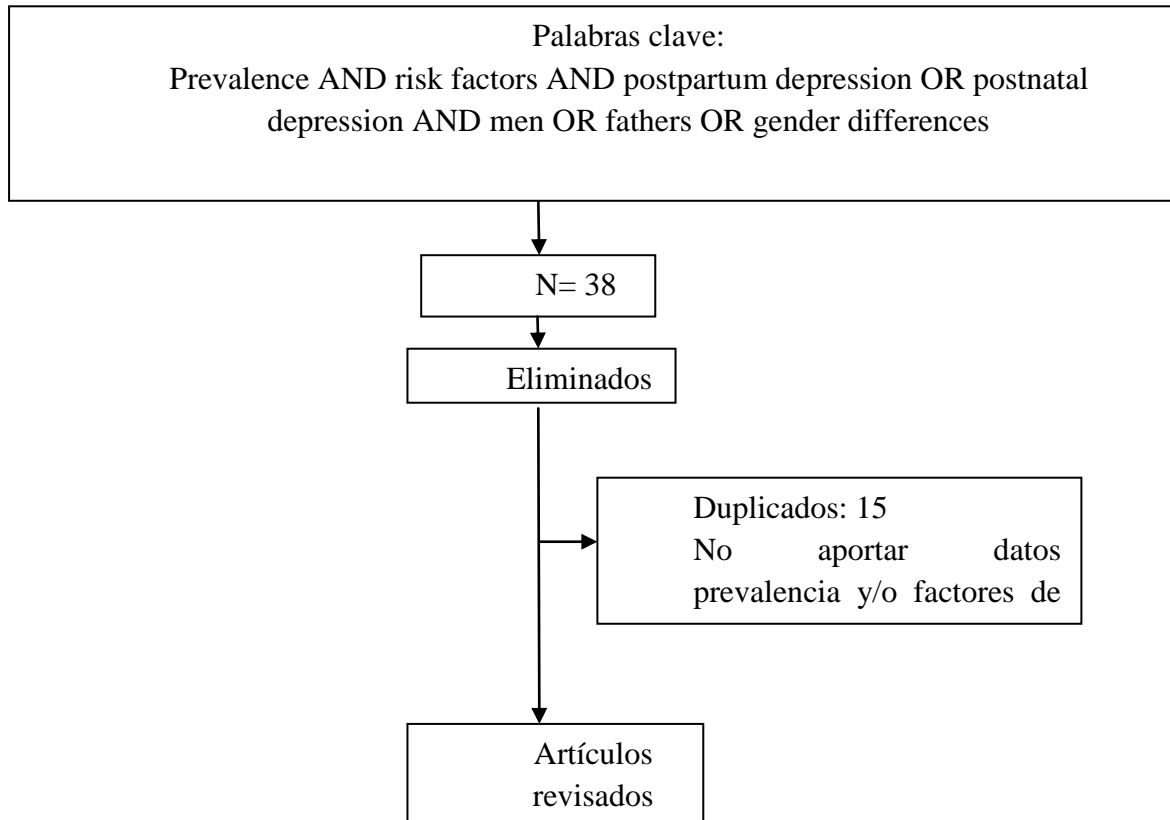 Palabras clave:
Prevalence AND risk factors AND postpartum depression OR postnatal
depression AND men OR fathers OR gender differences
N= 38
Eliminados
Duplicados: 15
No aportar datos
prevalencia y/o factores de
Artículos
revisados